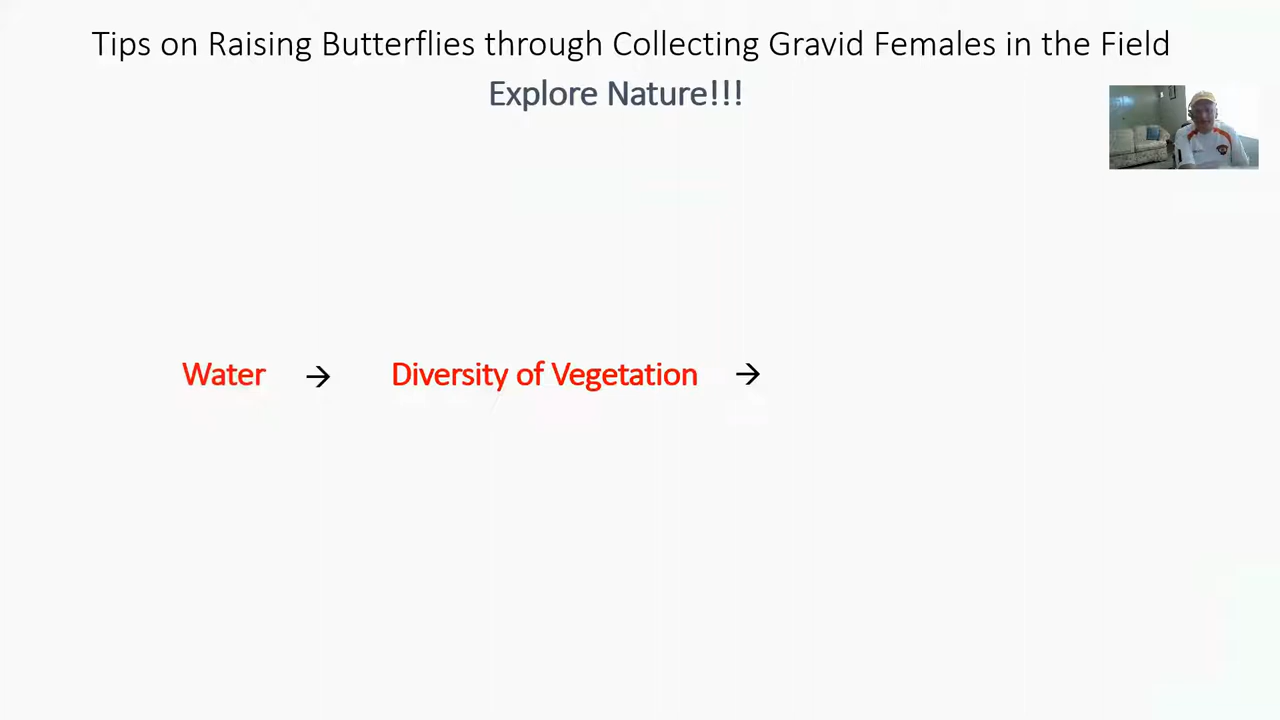 Tips on Raising Butterflies through Collecting Gravid Females in the Field
Explore Nature!!!
Water → Diversity of Vegetation →